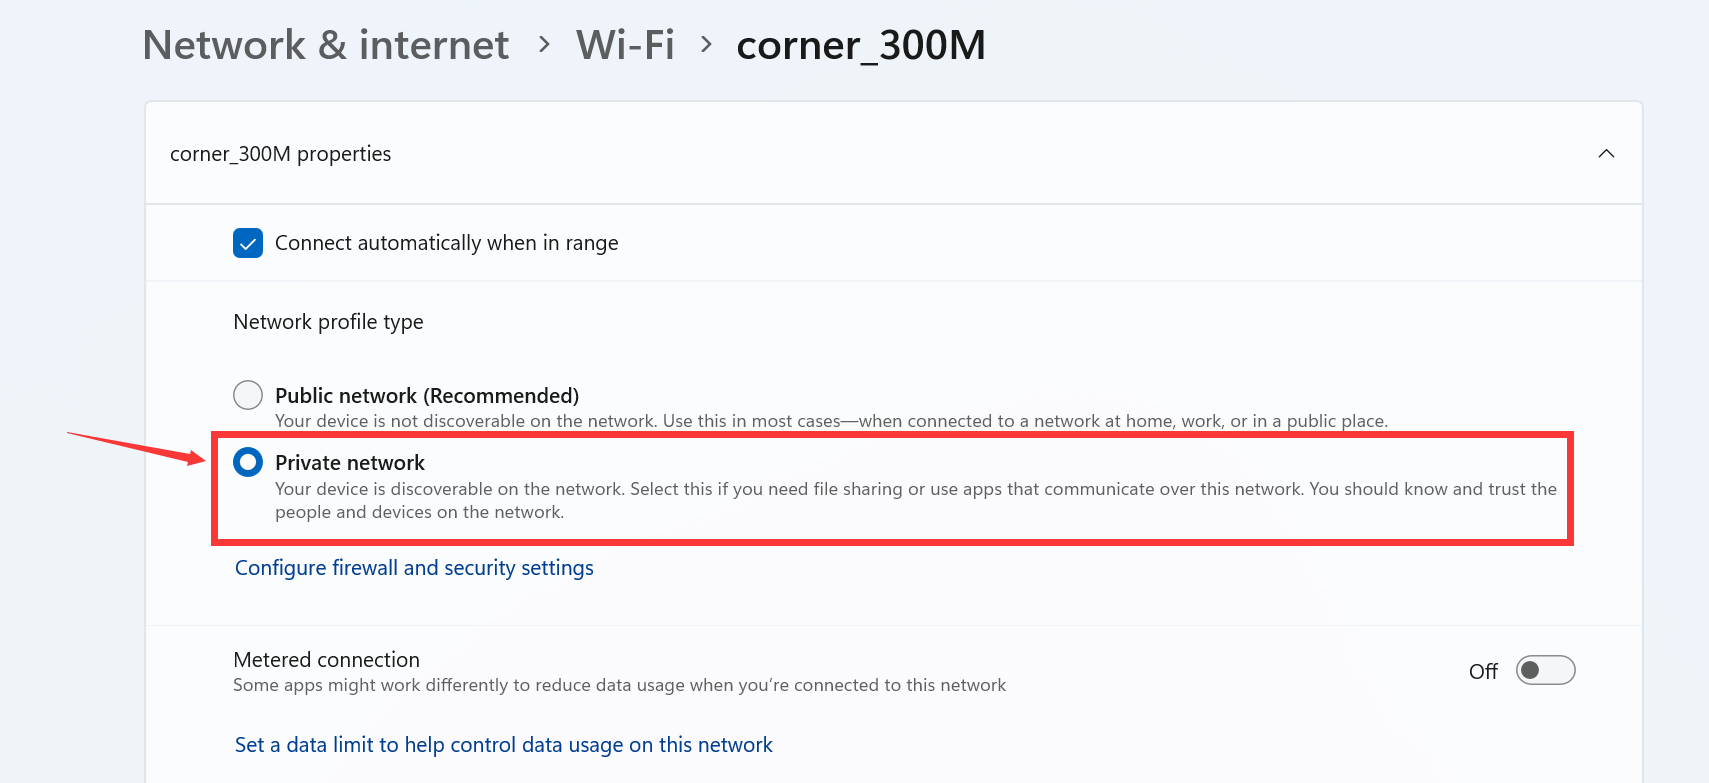 Network & internet > Wi-Fi > corner_300M
corner_300M properties
Connect automatically when in range
Network profile type
Public network (Recommended)
Your device is not discoverable on the network. Use this in most cases—when connected to a network at home, work, or in a public place.
Private network
Your device is discoverable on the network. Select this if you need file sharing or use apps that communicate over this network. You should know and trust the
people and devices on the network.
Configure firewall and security settings
Metered connection
Some apps might work differently to reduce data usage when you’re connected to this network
Off
Set a data limit to help control data usage on this network